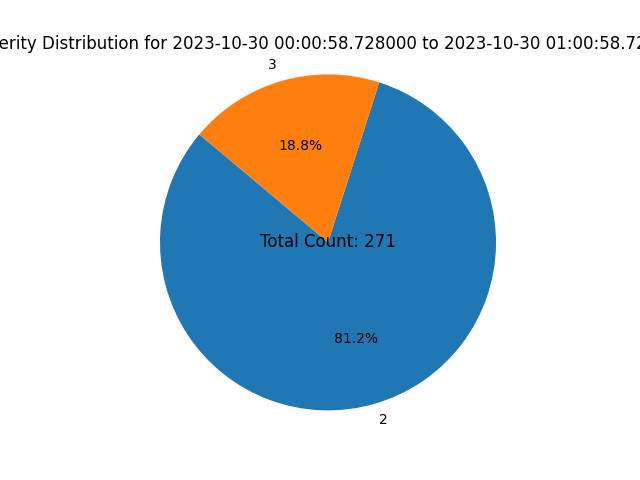 erity Distribution for 2023-10-30 00:00:58.728000 to 2023-10-30 01:00:58.72
3
18.8%
Total Count: 271
81.2%
2